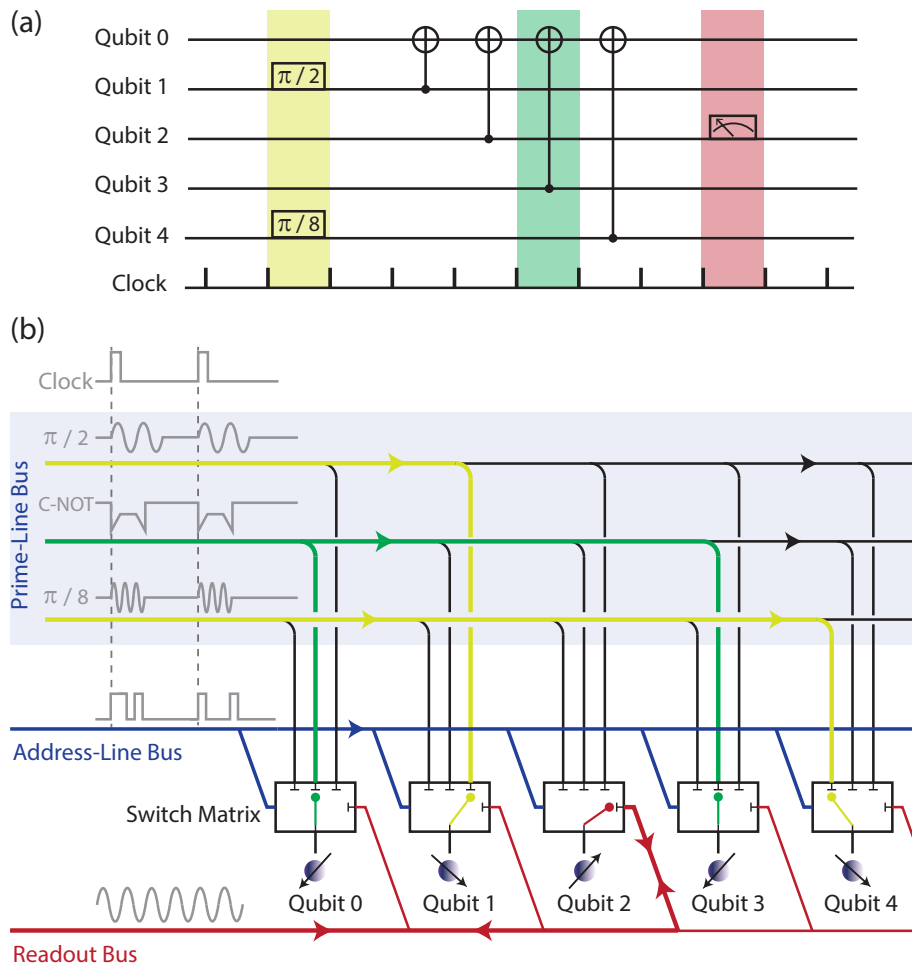 (a)
Qubit 0
Qubit 1
π / 2
Qubit 2
Qubit 3
Qubit 4
π / 8
Clock
(b)
Clock
π / 2
C-NOT
π / 8
Prime-Line Bus
Address-Line Bus
Switch Matrix
Qubit 0
Qubit 1
Qubit 2
Qubit 3
Qubit 4
Readout Bus